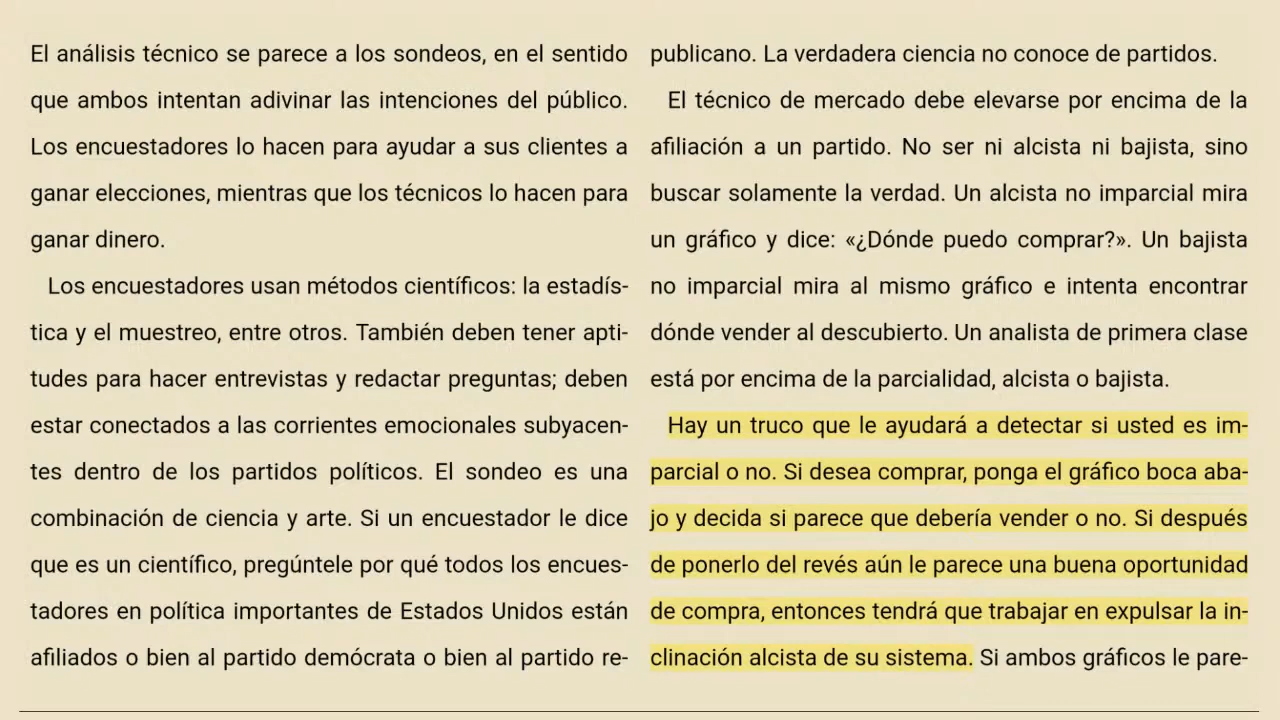 El análisis técnico se parece a los sondeos, en el sentido
que ambos intentan adivinar las intenciones del público.
Los encuestadores lo hacen para ayudar a sus clientes a
ganar elecciones, mientras que los técnicos lo hacen para
ganar dinero.
Los encuestadores usan métodos científicos: la estadís-
tica y el muestreo, entre otros. También deben tener apti-
tudes para hacer entrevistas y redactar preguntas; deben
estar conectados a las corrientes emocionales subyacen-
tes dentro de los partidos políticos. El sondeo es una
combinación de ciencia y arte. Si un encuestador le dice
que es un científico, pregúntele por qué todos los encues-
tadores en política importantes de Estados Unidos están
afiliados o bien al partido demócrata o bien al partido re-
publicano. La verdadera ciencia no conoce de partidos.
El técnico de mercado debe elevarse por encima de la
afiliación a un partido. No ser ni alcista ni bajista, sino
buscar solamente la verdad. Un alcista no imparcial mira
un gráfico y dice: «¿Dónde puedo comprar?». Un bajista
no imparcial mira al mismo gráfico e intenta encontrar
dónde vender al descubierto. Un analista de primera clase
está por encima de la parcialidad, alcista o bajista.
Hay un truco que le ayudará a detectar si usted es im-
parcial o no. Si desea comprar, ponga el gráfico boca aba-
jo y decida si parece que debería vender o no. Si después
de ponerlo del revés aún le parece una buena oportunidad
de compra, entonces tendrá que trabajar en expulsar la in-
clinación alcista de su sistema. Si ambos gráficos le pare-